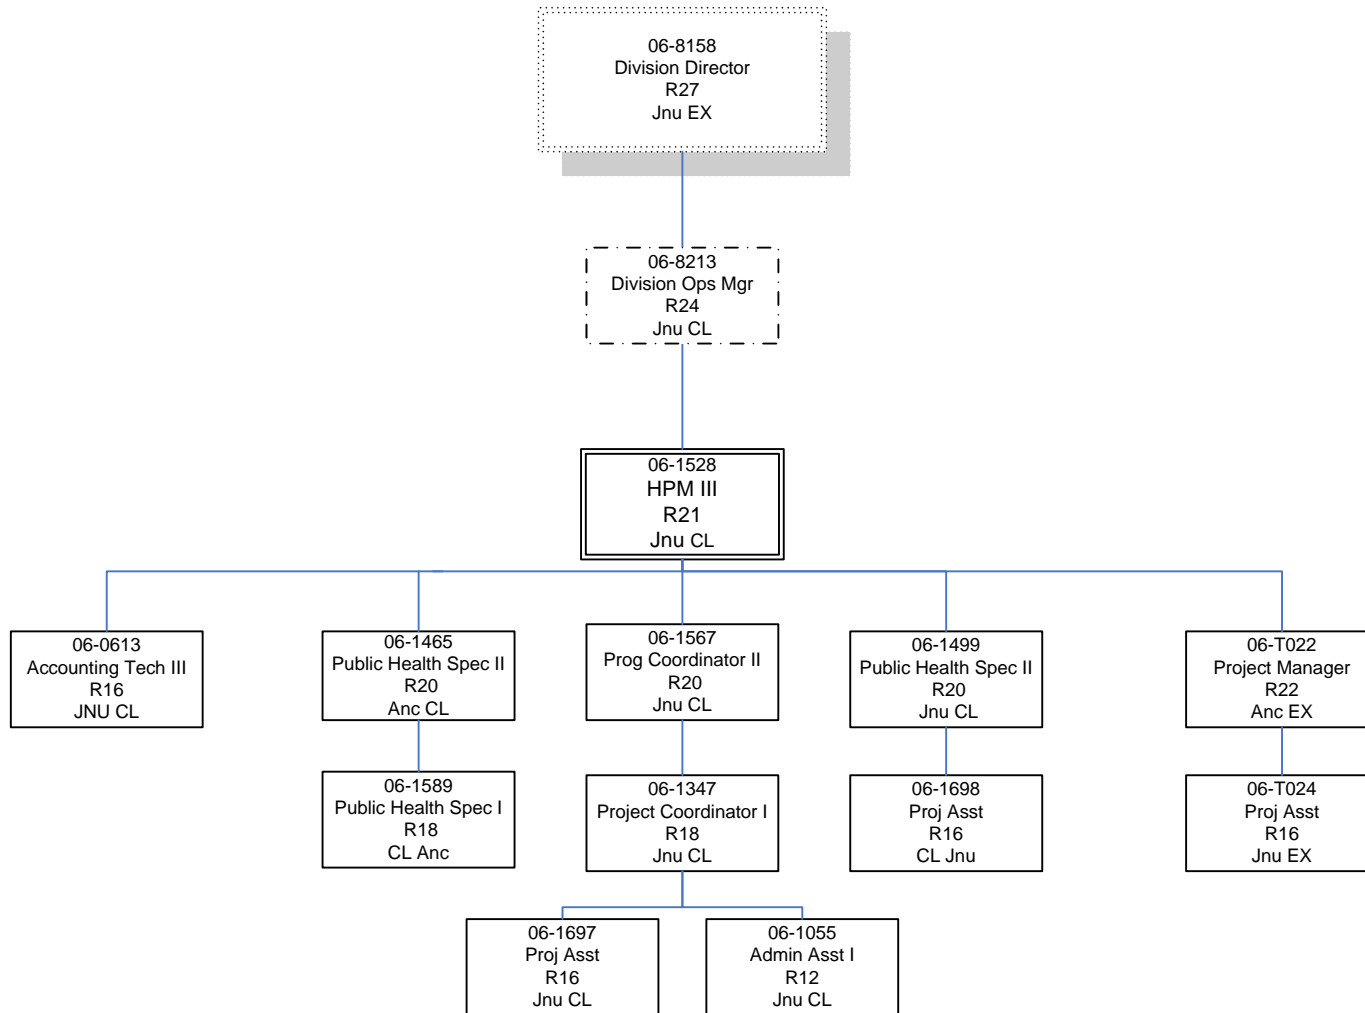 06-8158
Division Director
R27
Jnu EX
06-8213
Division Ops Mgr
R24
Jnu CL
06-1528
HPM III
R21
Jnu CL
06-0613
Accounting Tech III
R16
JNU CL
06-1465
Public Health Spec II
R20
Anc CL
06-1567
Prog Coordinator II
R20
Jnu CL
06-1499
Public Health Spec II
R20
Jnu CL
06-T022
Project Manager
R22
Anc EX
06-1589
Public Health Spec I
R18
CL Anc
06-1347
Project Coordinator I
R18
Jnu CL
06-1698
Proj Asst
R16
CL Jnu
06-T024
Proj Asst
R16
Jnu EX
06-1697
Proj Asst
R16
Jnu CL
06-1055
Admin Asst I
R12
Jnu CL